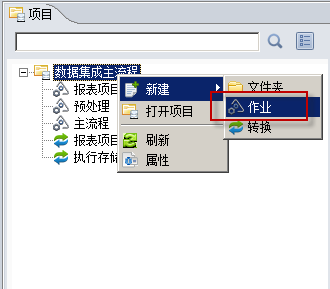 项目
数据集成主流程
报表项目
预处理
主流程
报表项目
执行存储
新建
打开项目
刷新
属性
文件夹
作业
转换